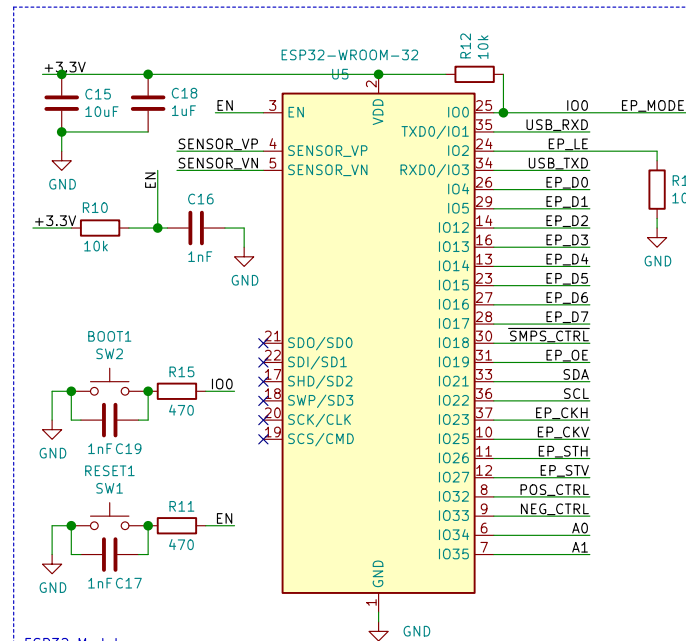 ESP32-WROOM-32
U5
R12
10k
+3.3V
C15
10uF
C18
1uF
GND
2
VDD
EN 3 EN
SENSOR_VP 4 SENSOR_VP
SENSOR_VN 5 SENSOR_VN
IO0 25 IO0 EP_MODE
TXD0/IO1 35 USB_RXD
IO2 24 EP_LE
RXD0/IO3 34 USB_TXD
IO4 26 EP_D0
IO5 29 EP_D1
IO12 14 EP_D2
IO13 16 EP_D3
IO14 13 EP_D4
IO15 23 EP_D5
IO16 27 EP_D6
IO17 28 EP_D7
IO18 30 SMPS_CTRL
IO19 31 EP_OE
IO21 33 SDA
IO22 36 SCL
IO23 37 EP_CKH
IO25 10 EP_CKV
IO26 11 EP_STH
IO27 12 EP_STV
IO32 8 POS_CTRL
IO33 9 NEG_CTRL
IO34 6 A0
IO35 7 A1
10
GND
EN
+3.3V
R10
10k
C16
1nF
GND
21 SDO/SD0
22 SDI/SD1
17 SHD/SD2
18 SWP/SD3
20 SCK/CLK
19 SCS/CMD
BOOT1
SW2
R15
470
IO0
1nF C19
GND
RESET1
SW1
R11
470
EN
1nF C17
GND
GND
1
GND